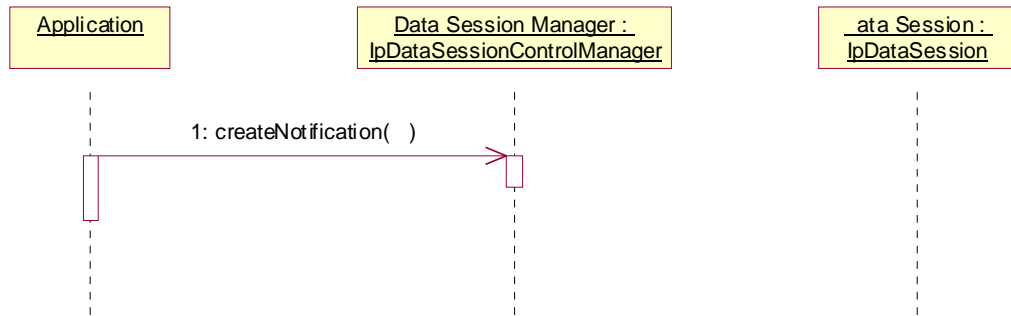 Application
Data Session Manager :
IpDataSessionControlManager
ata Session :
IpDataSession
1: createNotification(   )